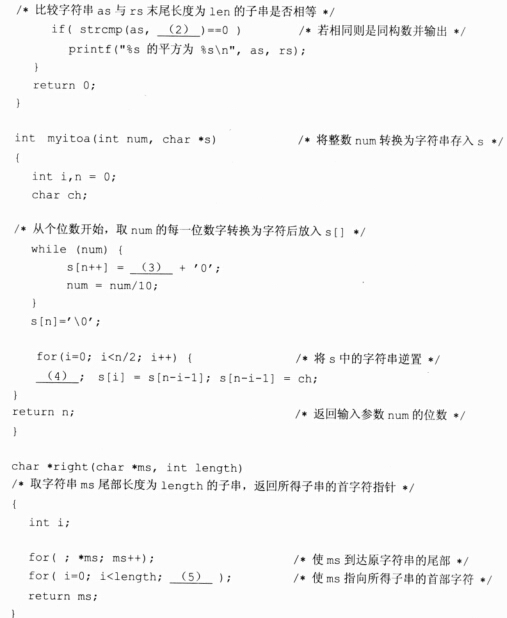 /* 比较字符串 as 与 rs 末尾长度为 len 的子串是否相等 */
if( strcmp(as, （2）)==0 ) /* 若相同则是同构数并输出 */
printf("%s 的平方为 %s\n", as, rs);
}
return 0;
}
int myitoa(int num, char *s) /* 将整数 num 转换为字符串存入 s */
{
int i,n = 0;
char ch;
/* 从个位数开始，取 num 的每一位数字转换为字符后放入 s[] */
while (num) {
s[n++] = （3） + '0';
num = num/10;
}
s[n]='\0';
for(i=0; i<n/2; i++) { /* 将 s 中的字符串逆置 */
（4）; s[i] = s[n-i-1]; s[n-i-1] = ch;
}
return n; /* 返回输入参数 num 的位数 */
}
char *right(char *ms, int length)
/* 取字符串 ms 尾部长度为 length 的子串，返回所得子串的首字符指针 */
{
int i;
for( ; *ms; ms++); /* 使 ms 到达原字符串的尾部 */
for( i=0; i<length; （5） ); /* 使 ms 指向所得子串的首部字符 */
return ms;
}